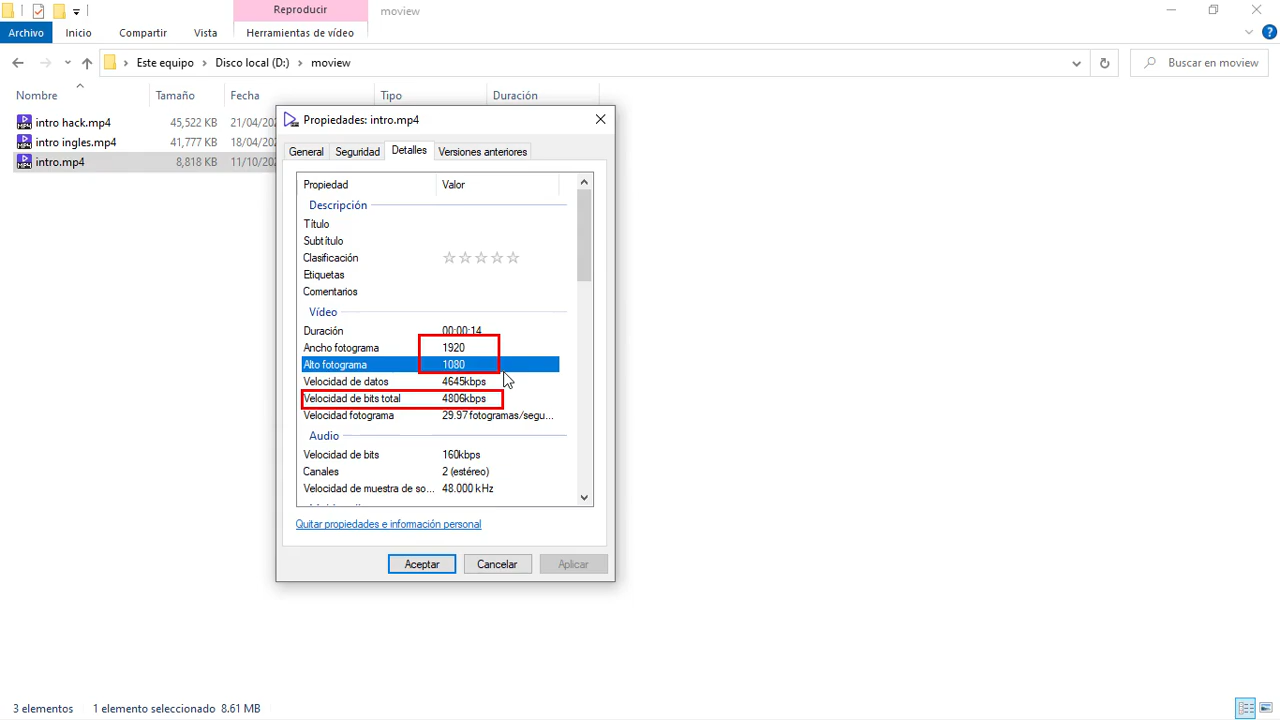 Reproducir
moview
Archivo Inicio Compartir Vista Herramientas de vídeo
Este equipo Disco local (D:) moview
Buscar en moview
Nombre Tamaño Fecha Tipo Duración
intro hack.mp4 45,522 KB 21/04/202
intro ingles.mp4 41,777 KB 18/04/202
intro.mp4 8,818 KB 11/10/202
Propiedades: intro.mp4
General Seguridad Detalles Versiones anteriores
Propiedad Valor
Descripción
Título
Subtítulo
Clasificación
Etiquetas
Comentarios
Vídeo
Duración 00:00:14
Ancho fotograma 1920
Alto fotograma 1080
Velocidad de datos 4645kbps
Velocidad de bits total 4806kbps
Velocidad fotograma 29.97 fotogramas/segu...
Audio
Velocidad de bits 160kbps
Canales 2 (estéreo)
Velocidad de muestra de so... 48.000 kHz
Quitar propiedades e información personal
Aceptar Cancelar Aplicar
3 elementos 1 elemento seleccionado 8.61 MB